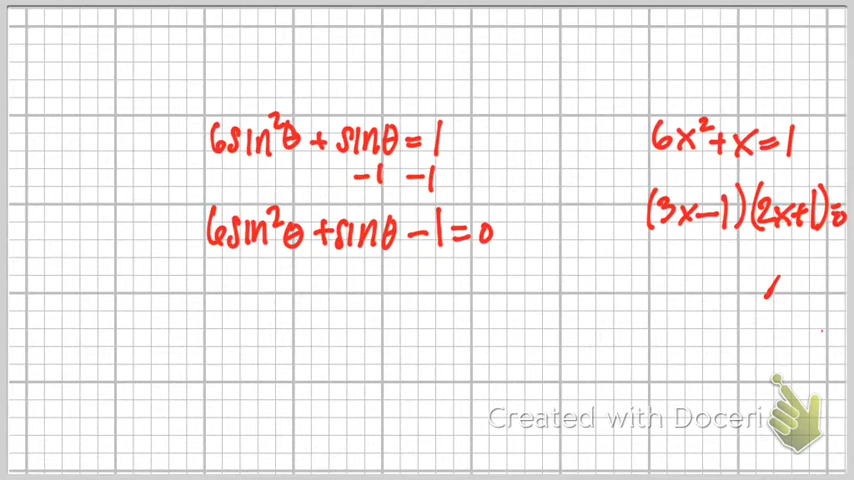 6sin²θ + sinθ = 1
-1 -1
6sin²θ + sinθ - 1 = 0
6x² + x = 1
(3x-1)(2x+1)=0
Created with Doceri